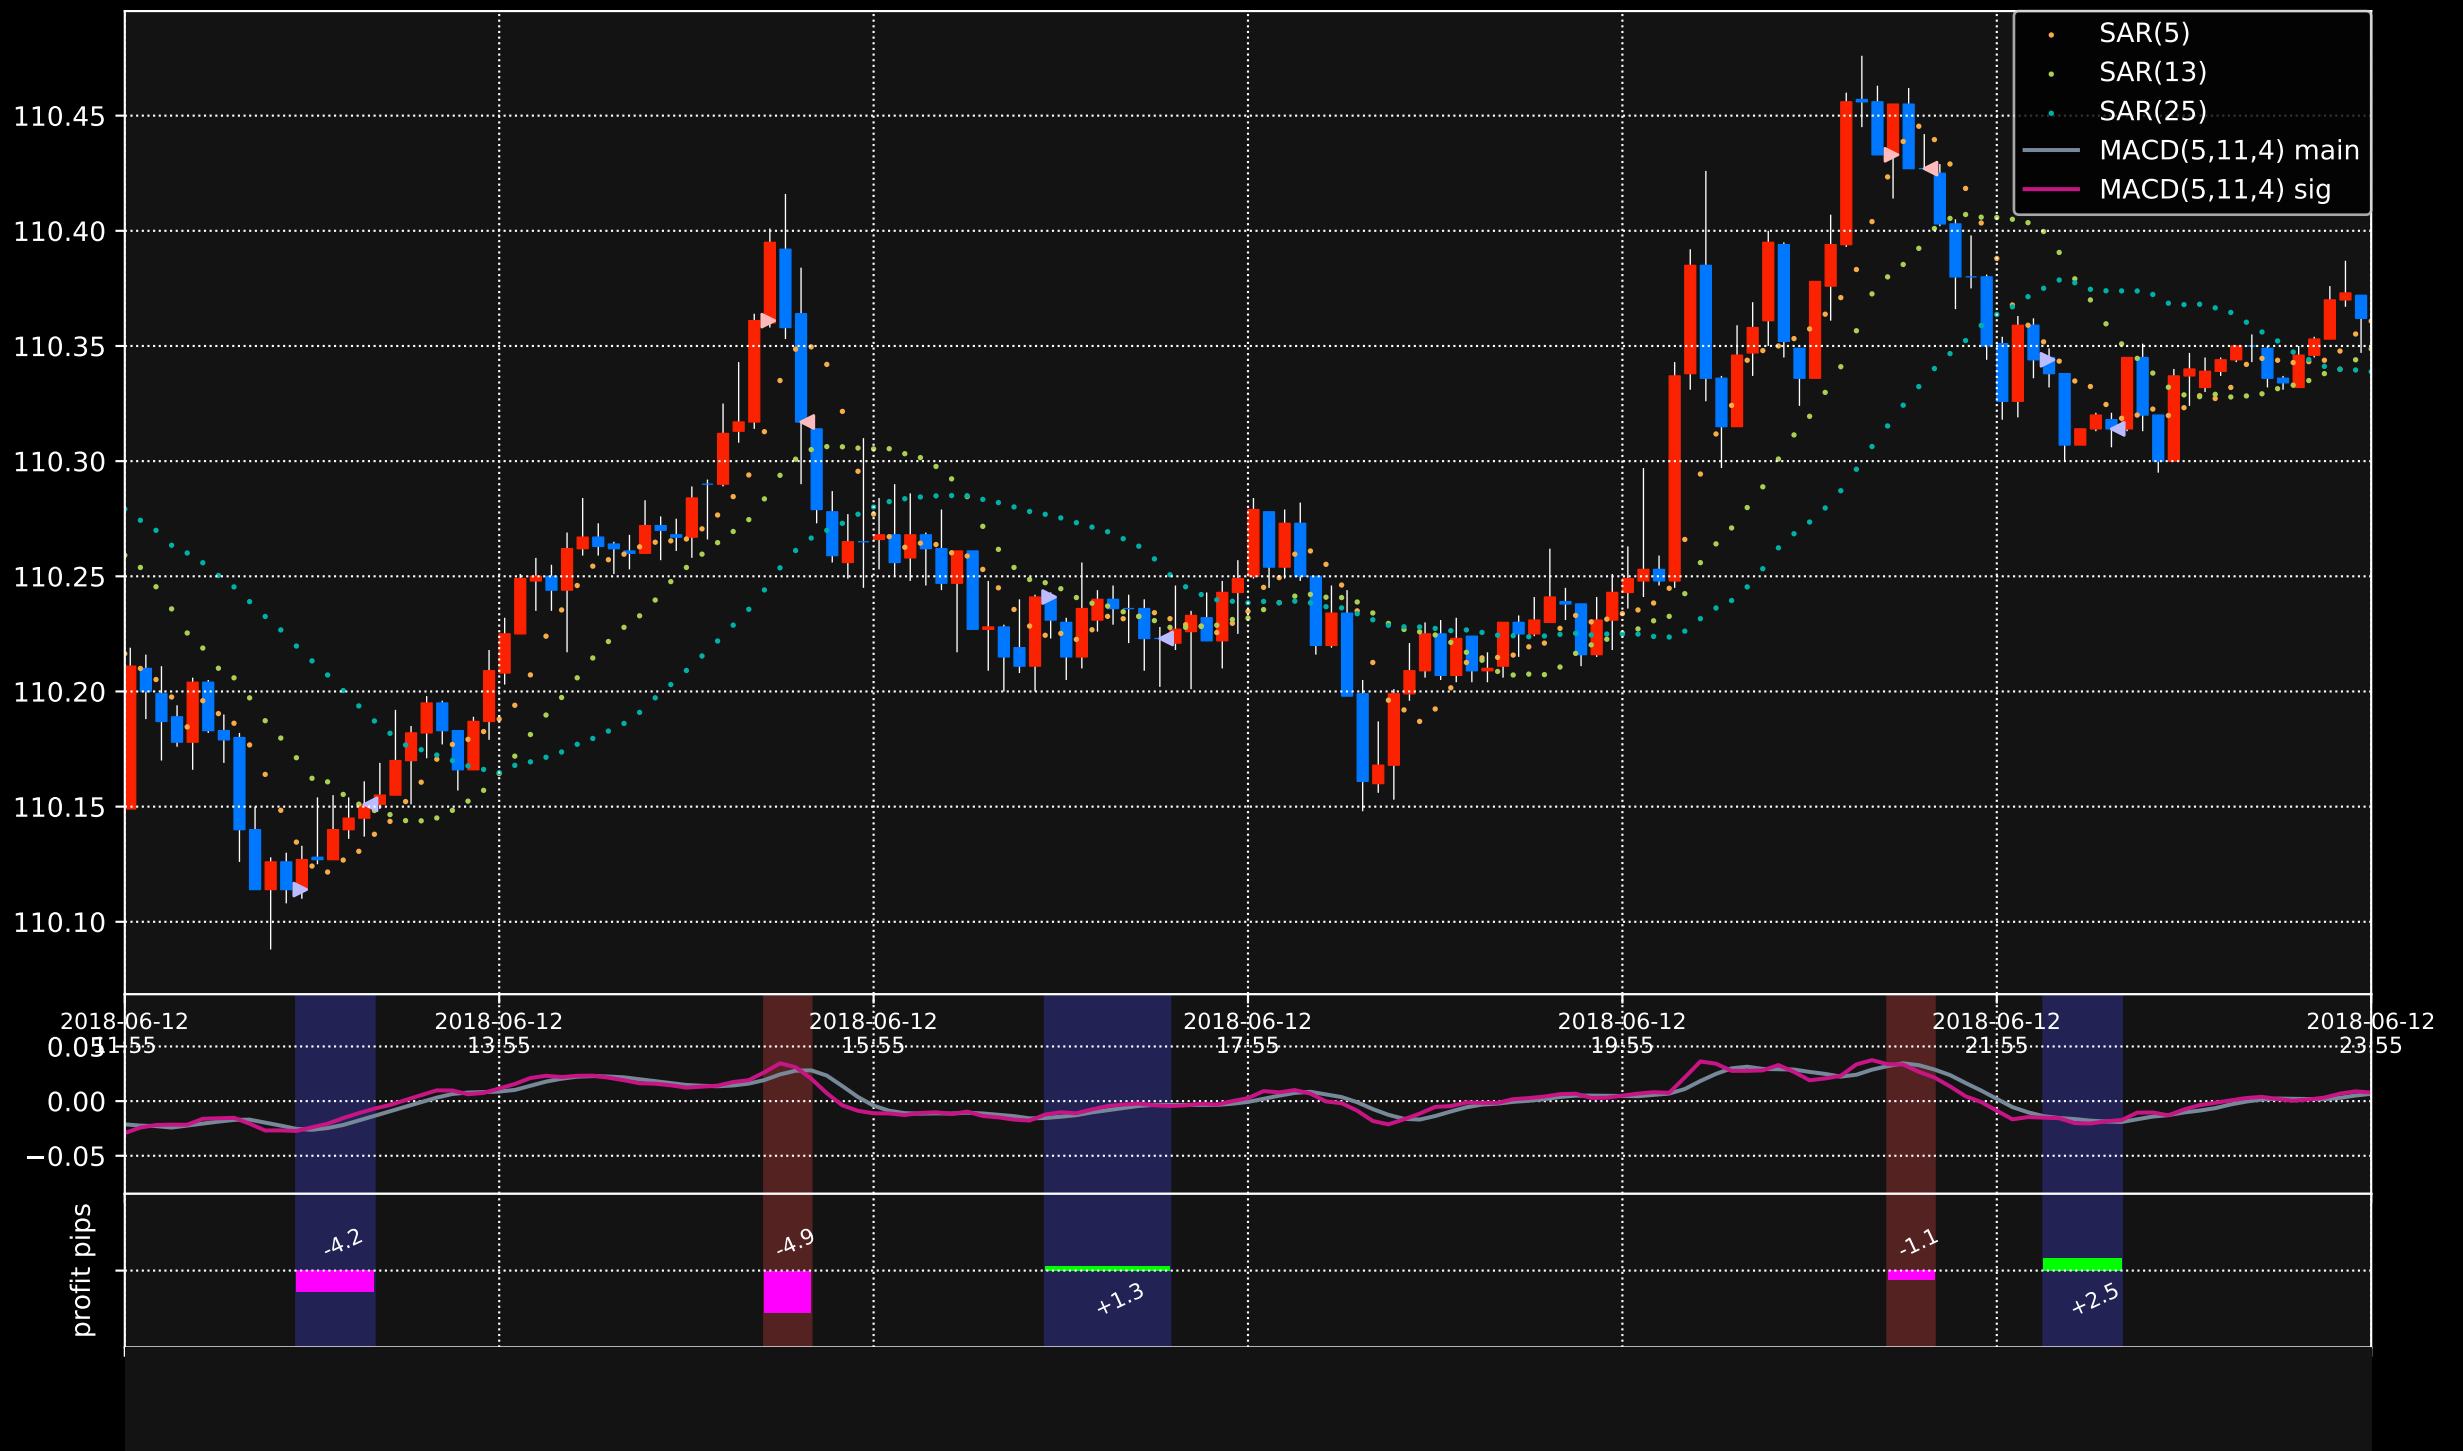 SAR(5)
SAR(13)
SAR(25)
MACD(5,11,4) main
MACD(5,11,4) sig
110.45
110.40
110.35
110.30
110.25
110.20
110.15
110.10
2018-06-12 2018-06-12 2018-06-12 2018-06-12 2018-06-12 2018-06-12 2018-06-12
11:55 13:55 15:55 17:55 19:55 21:55 23:55
0.05
0.00
−0.05
profit pips
-4.2
-4.9
+1.3
-1.1
+2.5